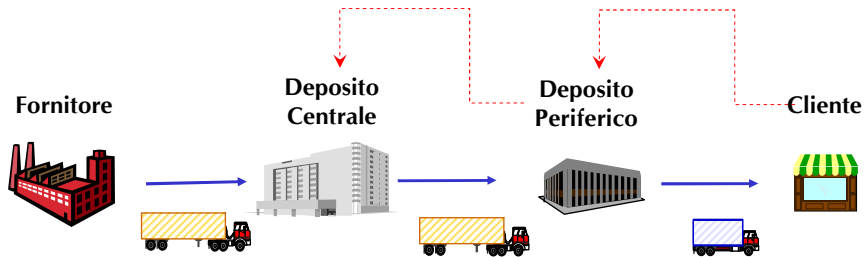 Fornitore
Deposito
Centrale
Deposito
Periferico
Cliente